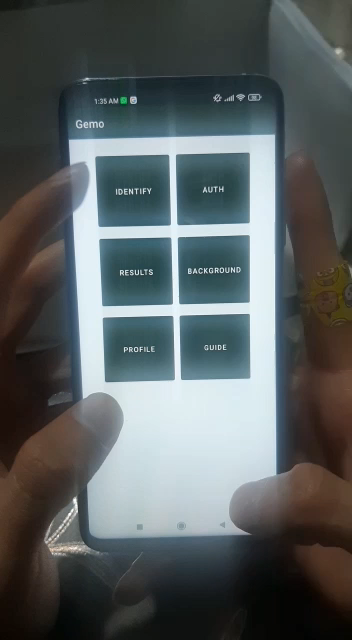 1:35 AM
Gemo
IDENTIFY
AUTH
RESULTS
BACKGROUND
PROFILE
GUIDE